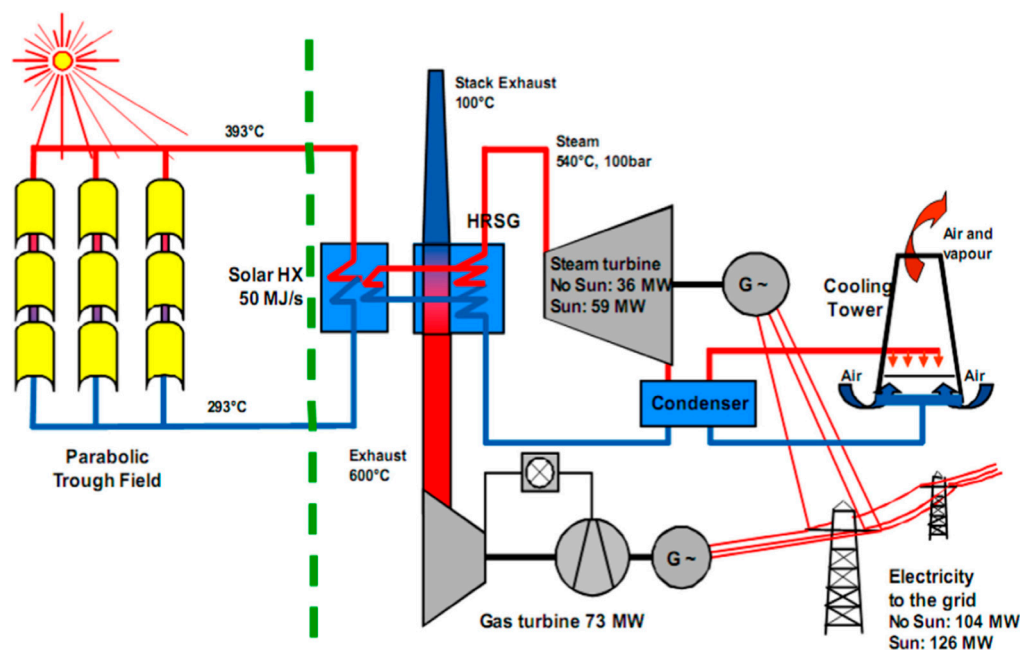 Stack Exhaust
100°C
393°C
Steam
540°C, 100bar
HRSG
Air and
vapour
Solar HX
50 MJ/s
Steam turbine
No Sun: 36 MW
Sun: 59 MW
G ~
Cooling
Tower
Air
Air
Condenser
293°C
Parabolic
Trough Field
Exhaust
600°C
G ~
Gas turbine 73 MW
Electricity
to the grid
No Sun: 104 MW
Sun: 126 MW